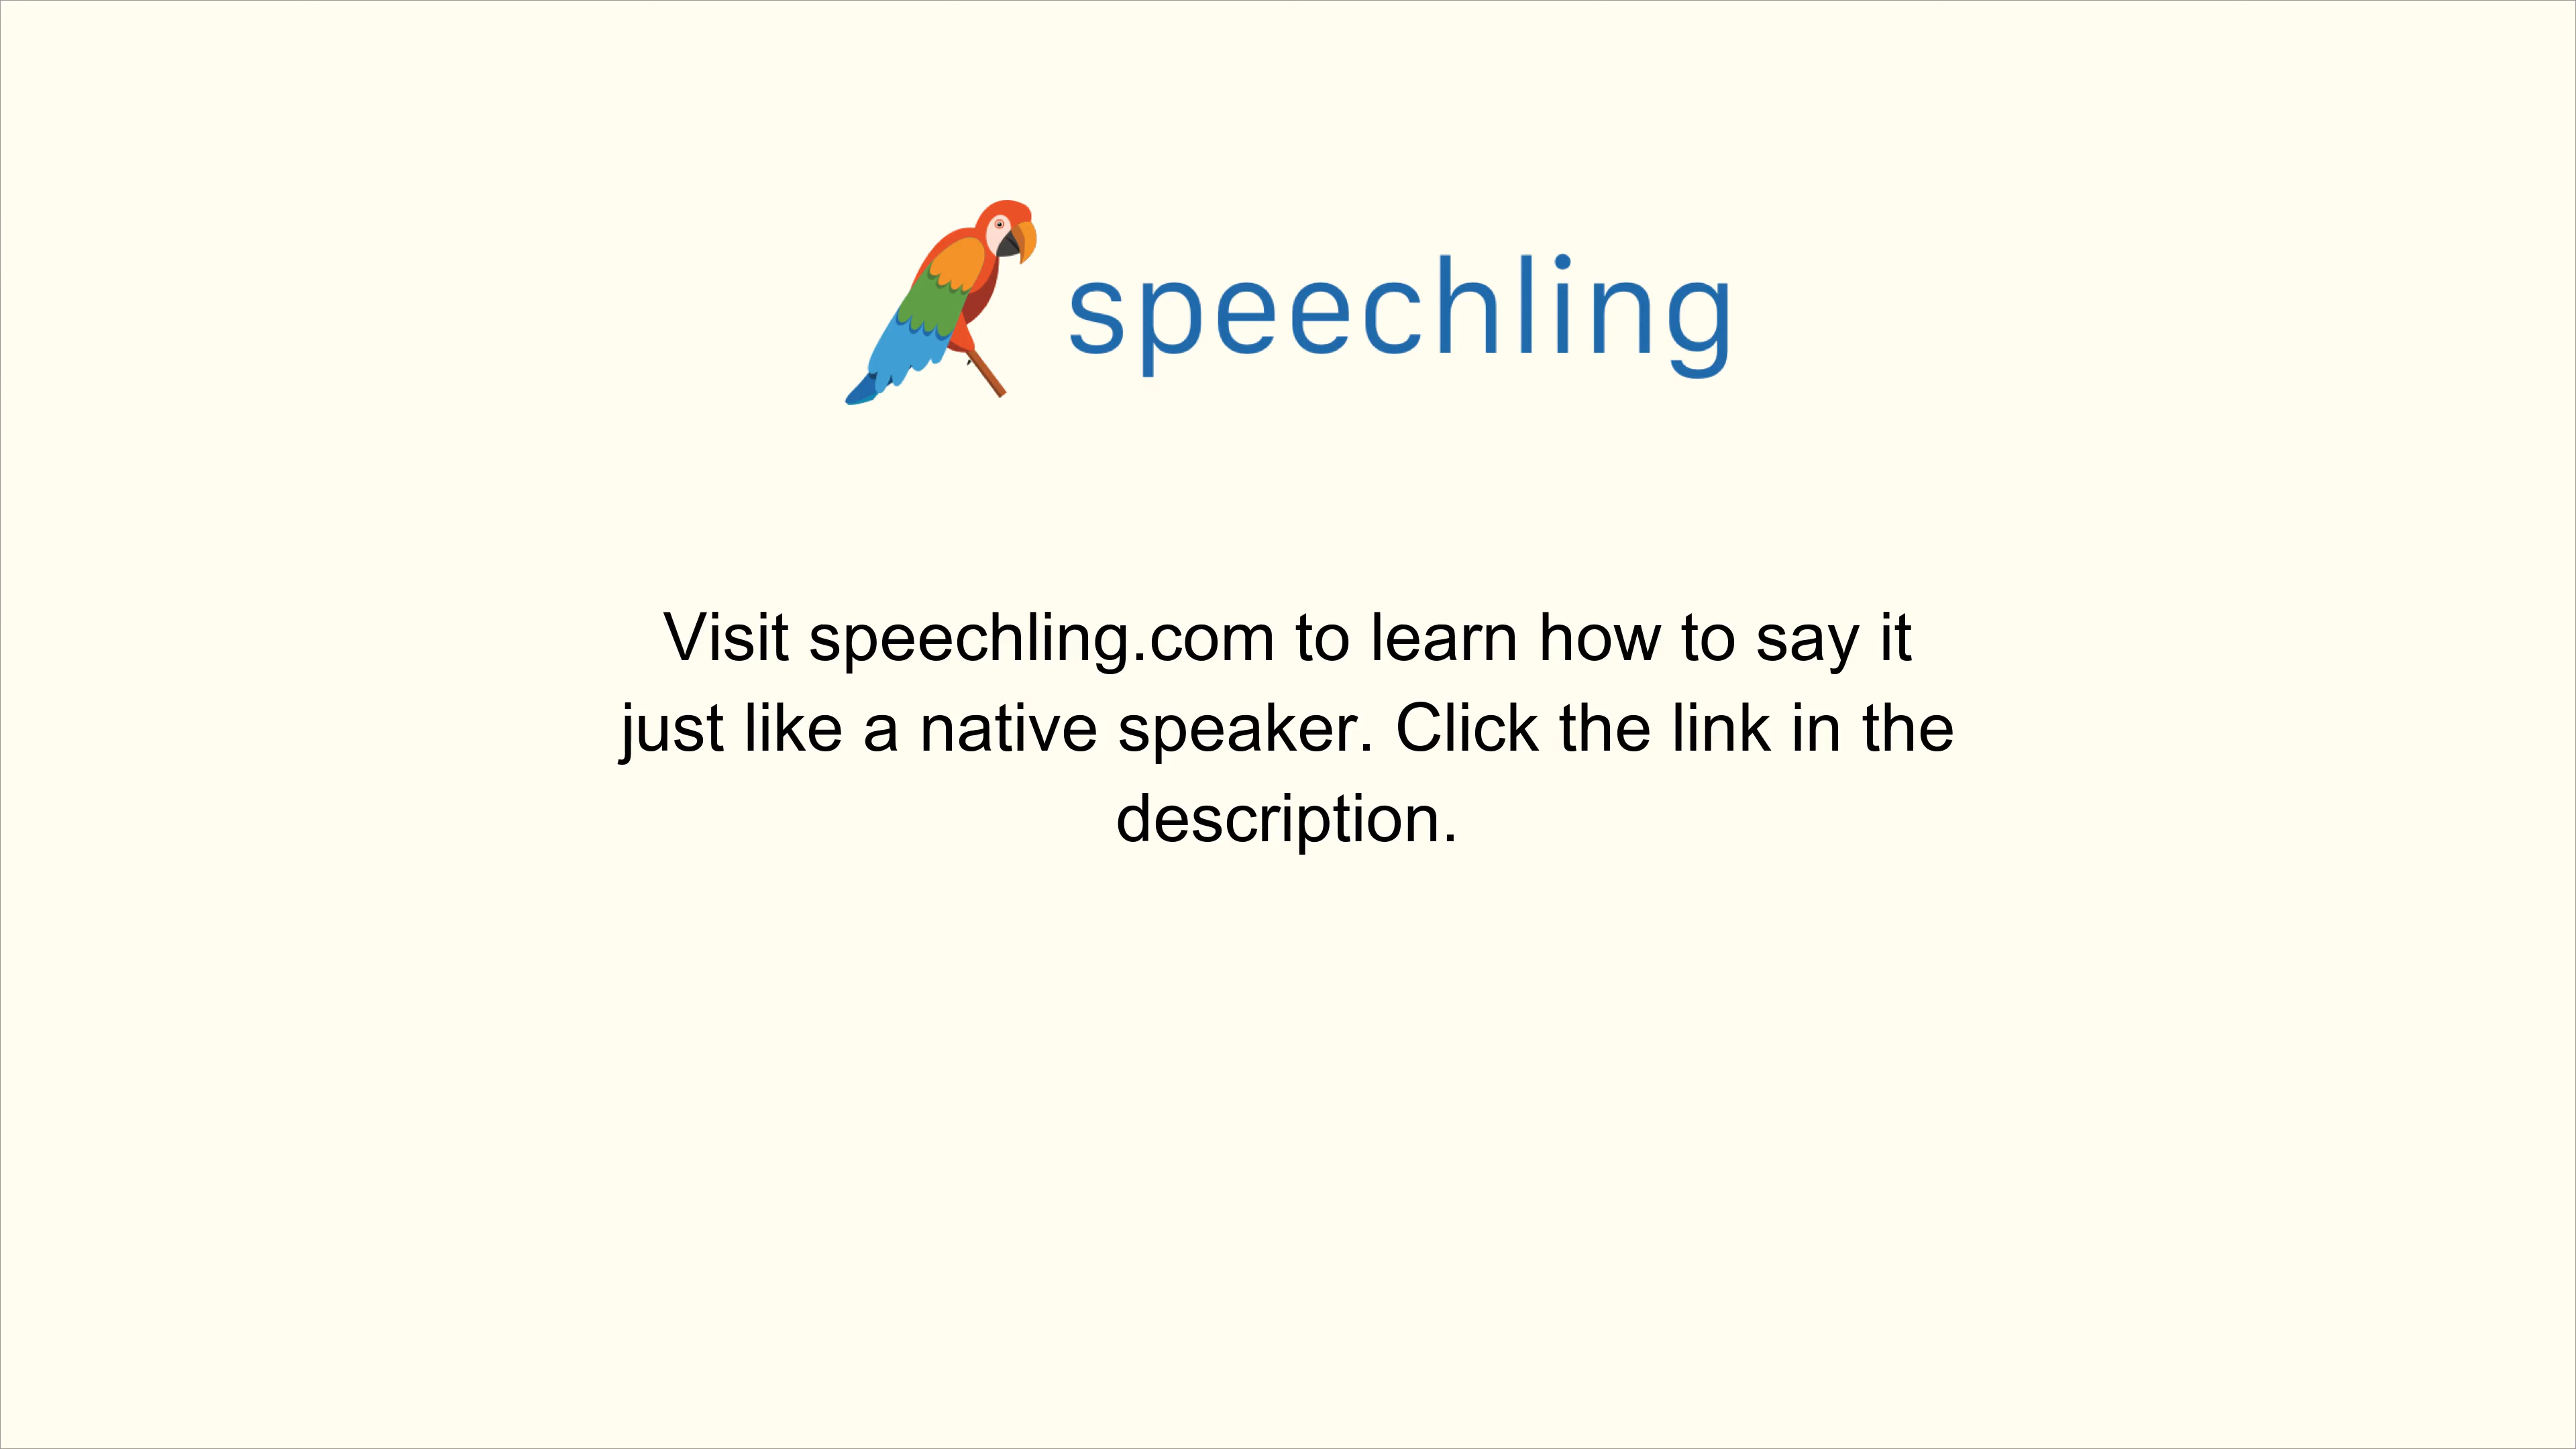 speechling
Visit speechling.com to learn how to say it
just like a native speaker. Click the link in the
description.